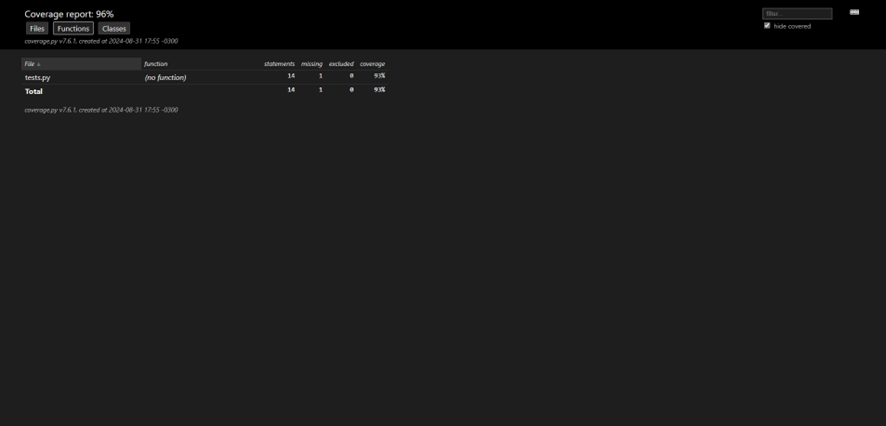 Coverage report: 96%
filter...
hide covered
Files Functions Classes
coverage.py v7.6.1, created at 2024-08-31 17:55 -0300
File ▲ function statements missing excluded coverage
tests.py (no function) 14 1 0 93%
Total 14 1 0 93%
coverage.py v7.6.1, created at 2024-08-31 17:55 -0300